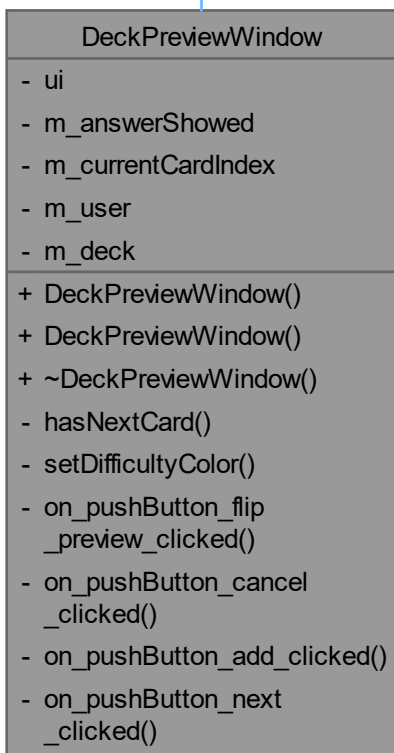 DeckPreviewWindow
- ui
- m_answerShowed
- m_currentCardIndex
- m_user
- m_deck
+ DeckPreviewWindow()
+ DeckPreviewWindow()
+ ~DeckPreviewWindow()
- hasNextCard()
- setDifficultyColor()
- on_pushButton_flip
_preview_clicked()
- on_pushButton_cancel
_clicked()
- on_pushButton_add_clicked()
- on_pushButton_next
_clicked()